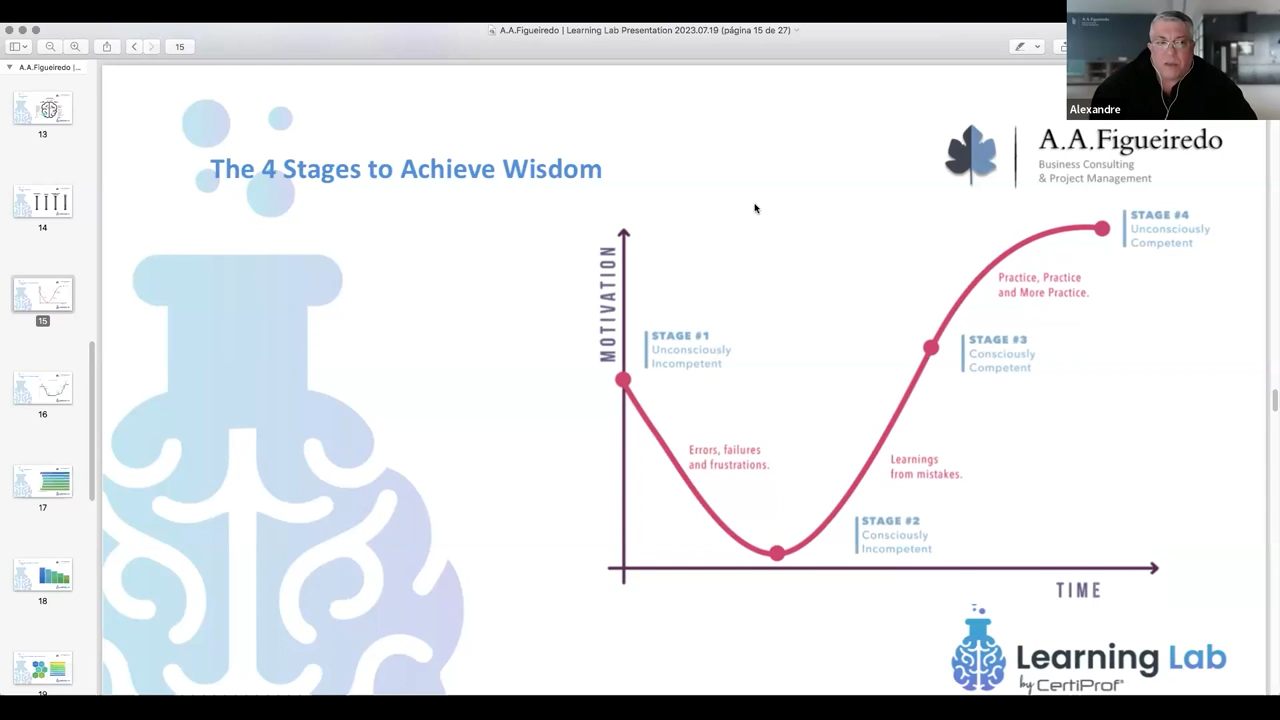 A.A.Figueiredo | Learning Lab Presentation 2023.07.19 (página 15 de 27)
15
A.A.Figueiredo |...
13
14
15
16
17
18
19
Alexandre
The 4 Stages to Achieve Wisdom
A.A.Figueiredo
Business Consulting
& Project Management
MOTIVATION
STAGE #1
Unconsciously
Incompetent
Errors, failures
and frustrations.
STAGE #2
Consciously
Incompetent
Learnings
from mistakes.
STAGE #3
Consciously
Competent
Practice, Practice
and More Practice.
STAGE #4
Unconsciously
Competent
TIME
Learning Lab
by CertiProf®